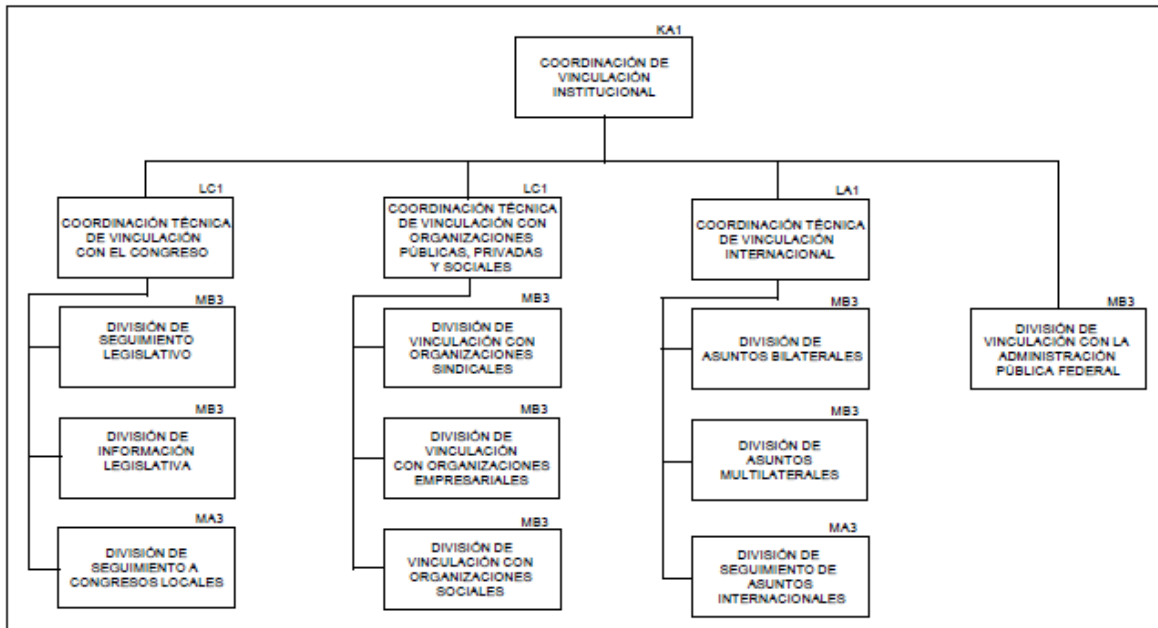 KA1
COORDINACIÓN DE
VINCULACIÓN
INSTITUCIONAL
LC1
COORDINACIÓN TÉCNICA
DE VINCULACIÓN
CON EL CONGRESO
LC1
COORDINACIÓN TÉCNICA
DE VINCULACIÓN CON
ORGANIZACIONES
PÚBLICAS, PRIVADAS
Y SOCIALES
LA1
COORDINACIÓN TÉCNICA
DE VINCULACIÓN
INTERNACIONAL
MB3
DIVISIÓN DE
SEGUIMIENTO
LEGISLATIVO
MB3
DIVISIÓN DE
VINCULACIÓN CON
ORGANIZACIONES
SINDICALES
MB3
DIVISIÓN DE
ASUNTOS BILATERALES
MB3
DIVISIÓN DE
VINCULACIÓN CON LA
ADMINISTRACIÓN
PÚBLICA FEDERAL
MB3
DIVISIÓN DE
INFORMACIÓN
LEGISLATIVA
MB3
DIVISIÓN DE
VINCULACIÓN
CON ORGANIZACIONES
EMPRESARIALES
MB3
DIVISIÓN DE
ASUNTOS
MULTILATERALES
MA3
DIVISIÓN DE
SEGUIMIENTO A
CONGRESOS LOCALES
MB3
DIVISIÓN DE
VINCULACIÓN CON
ORGANIZACIONES
SOCIALES
MA3
DIVISIÓN DE
SEGUIMIENTO DE
ASUNTOS
INTERNACIONALES